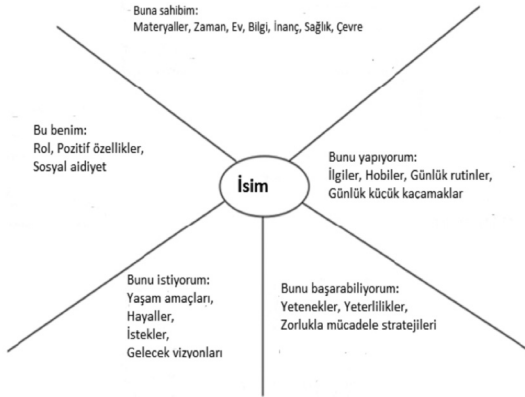 Buna sahibim:
Materyaller, Zaman, Ev, Bilgi, İnanç, Sağlık, Çevre
Bu benim:
Rol, Pozitif özellikler,
Sosyal aidiyet
İsim
Bunu yapıyorum:
İlgiler, Hobiler, Günlük rutinler,
Günlük küçük kaçamaklar
Bunu istiyorum:
Yaşam amaçları,
Hayaller,
İstekler,
Gelecek vizyonları
Bunu başarabiliyorum:
Yetenekler, Yeterlilikler,
Zorlukla mücadele stratejileri